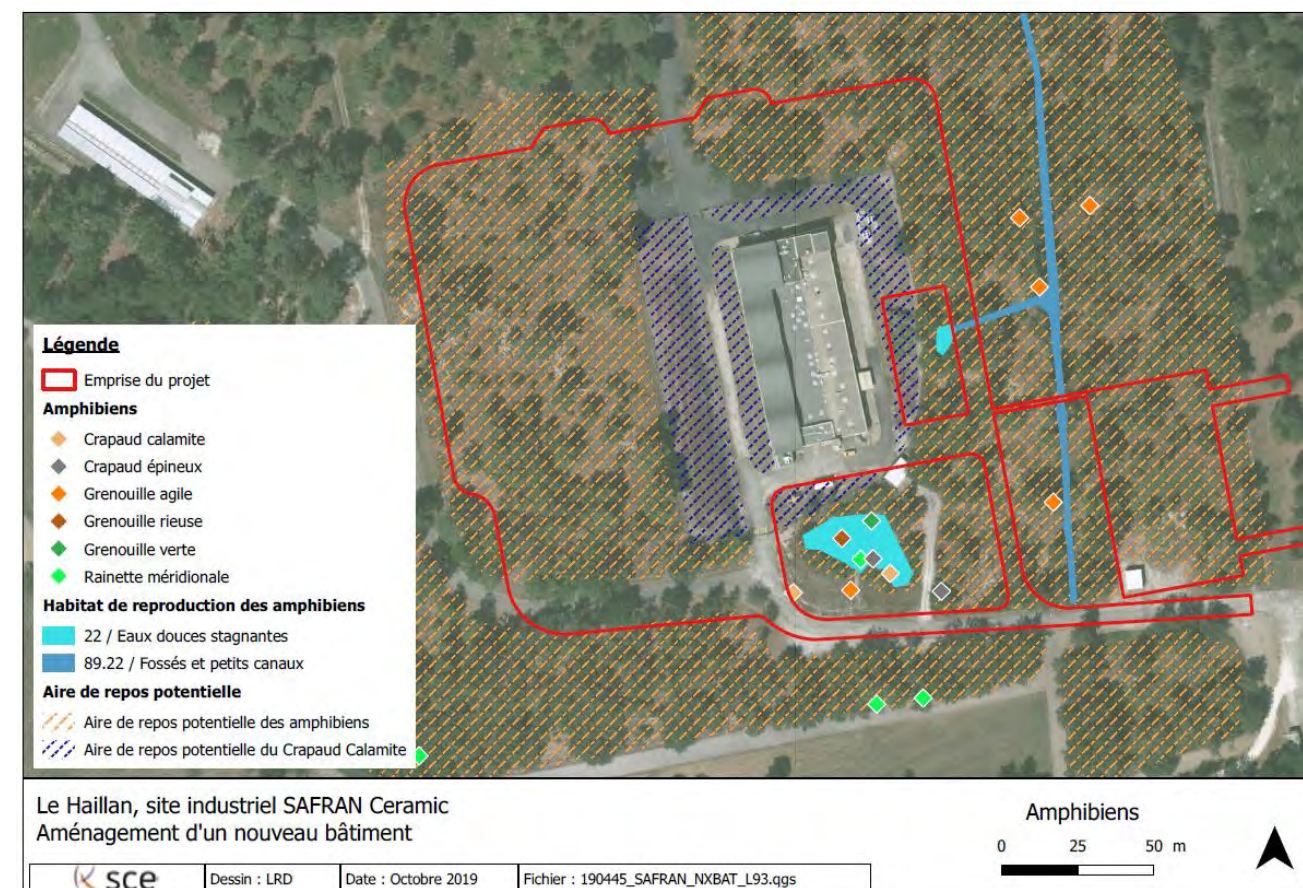 Légende
Emprise du projet
Amphibiens
Crapaud calamite
Crapaud épineux
Grenouille agile
Grenouille rieuse
Grenouille verte
Rainette méridionale
Habitat de reproduction des amphibiens
22 / Eaux douces stagnantes
89.22 / Fossés et petits canaux
Aire de repos potentielle
Aire de repos potentielle des amphibiens
Aire de repos potentielle du Crapaud Calamite
Le Haillan, site industriel SAFRAN Ceramic
Aménagement d'un nouveau bâtiment
Amphibiens
0 25 50 m
sce
Dessin : LRD
Date : Octobre 2019
Fichier : 190445_SAFRAN_NXBAT_L93.qgs